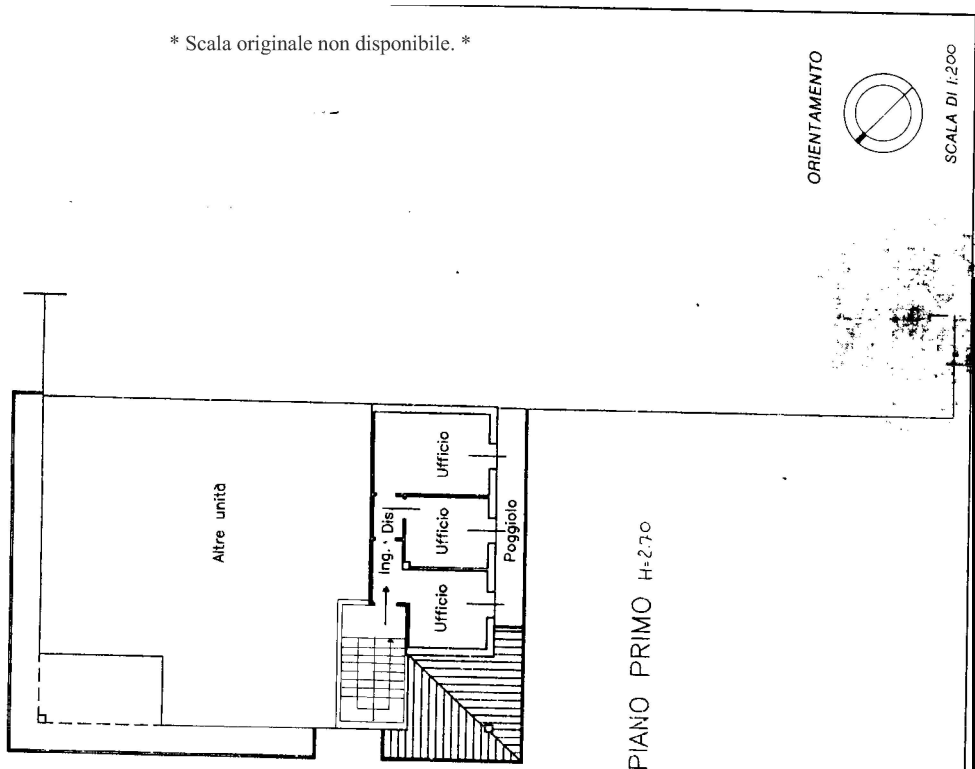 * Scala originale non disponibile. *
ORIENTAMENTO
SCALA DI 1:200
Altre unità
Ing.
Dis
Ufficio
Ufficio
Ufficio
Poggiolo
PIANO PRIMO H=2.70